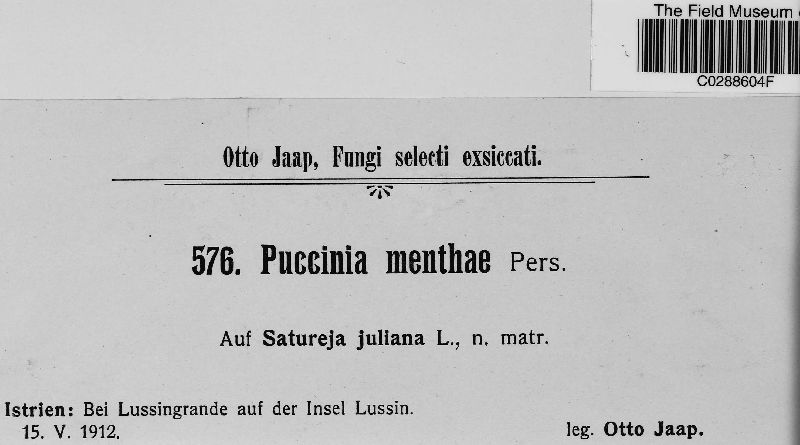 The Field Museum
C0288604F
Otto Jaap, Fungi selecti exsiccati.
576. Puccinia menthae Pers.
Auf Satureja juliana L., n. matr.
Istrien: Bei Lussingrande auf der Insel Lussin.
15. V. 1912.
leg. Otto Jaap.